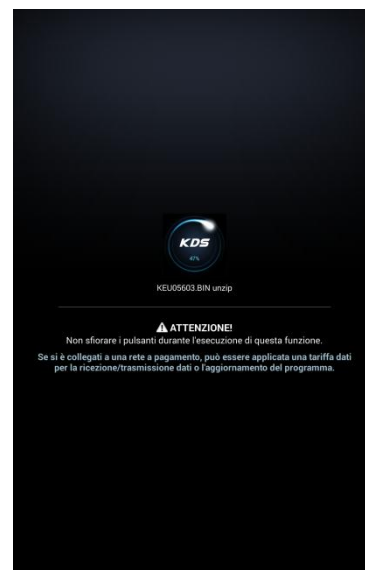 KDS
47%
KEU05603.BIN unzip
ATTENZIONE!
Non sfiorare i pulsanti durante l'esecuzione di questa funzione.
Se si è collegati a una rete a pagamento, può essere applicata una tariffa dati
per la ricezione/trasmissione dati o l'aggiornamento del programma.